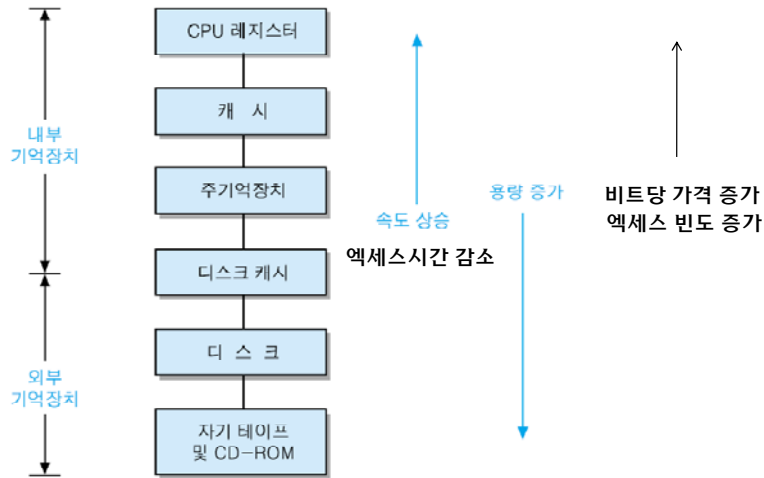 CPU 레지스터
캐 시
주기억장치
디스크 캐시
디 스 크
자기 테이프
및 CD-ROM
내부
기억장치
외부
기억장치
속도 상승
엑세스시간 감소
용량 증가
비트당 가격 증가
엑세스 빈도 증가